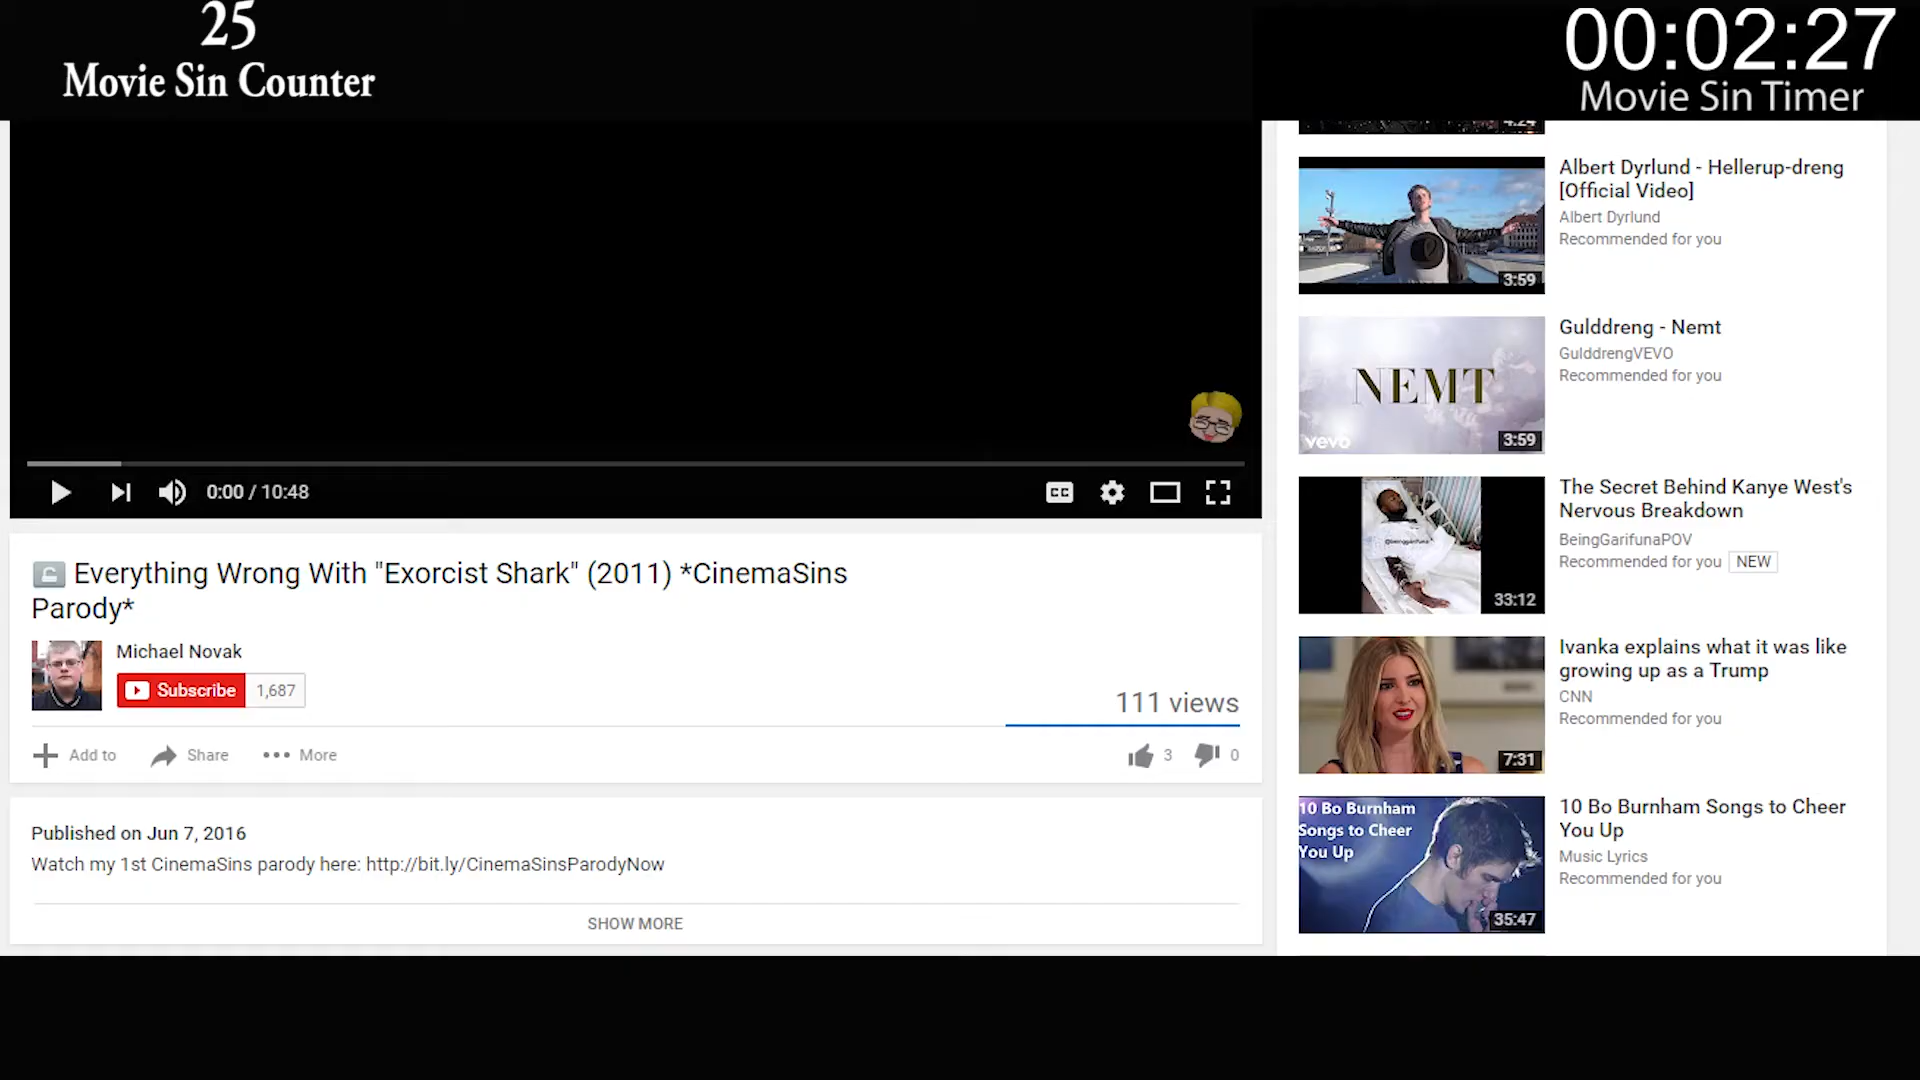 25
Movie Sin Counter
00:02:27
Movie Sin Timer
0:00 / 10:48
CC
Everything Wrong With "Exorcist Shark" (2011) *CinemaSins
Parody*
Michael Novak
Subscribe 1,687
111 views
Add to Share More
3 0
Published on Jun 7, 2016
Watch my 1st CinemaSins parody here: http://bit.ly/CinemaSinsParodyNow
SHOW MORE
4:24
Albert Dyrlund - Hellerup-dreng
[Official Video]
Albert Dyrlund
Recommended for you
3:59
Gulddreng - Nemt
GulddrengVEVO
Recommended for you
NEMT
vevo
3:59
The Secret Behind Kanye West's
Nervous Breakdown
BeingGarifunaPOV
Recommended for you NEW
33:12
Ivanka explains what it was like
growing up as a Trump
CNN
Recommended for you
7:31
10 Bo Burnham Songs to Cheer
You Up
Music Lyrics
Recommended for you
10 Bo Burnham
Songs to Cheer
You Up
35:47